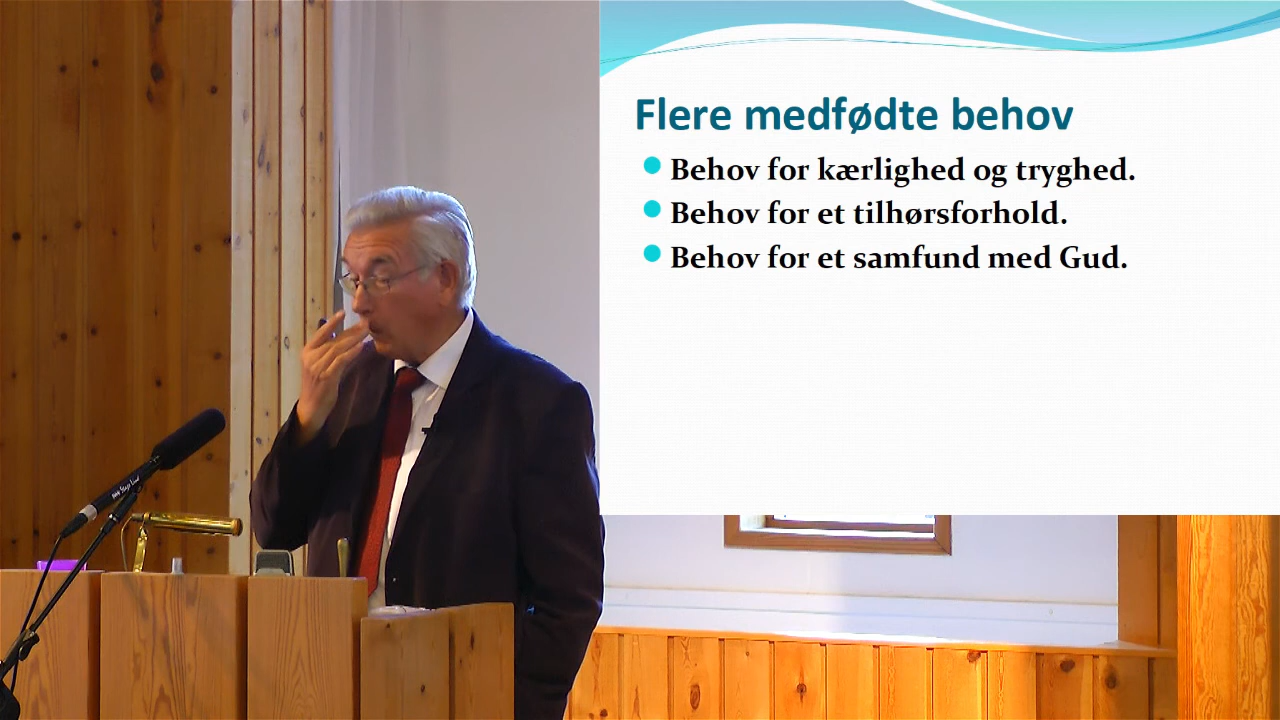 Flere medfødte behov
Behov for kærlighed og tryghed.
Behov for et tilhørsforhold.
Behov for et samfund med Gud.